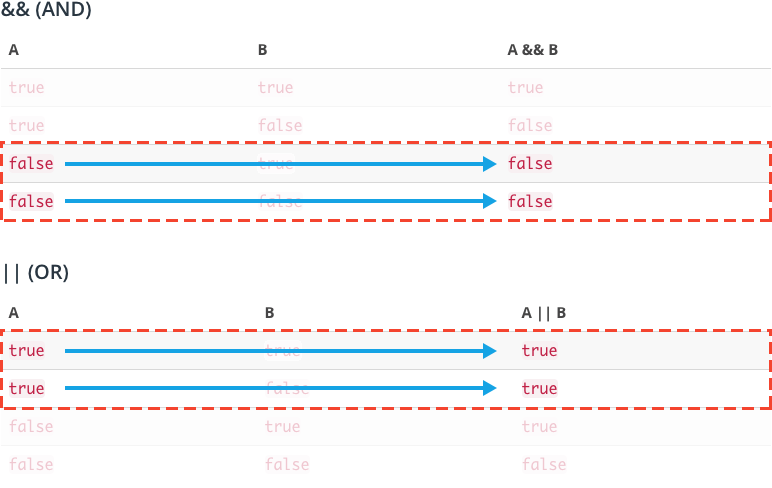 && (AND)
A B A && B
true true true
true false false
false true false
false false false
|| (OR)
A B A || B
true true true
true false true
false true true
false false false